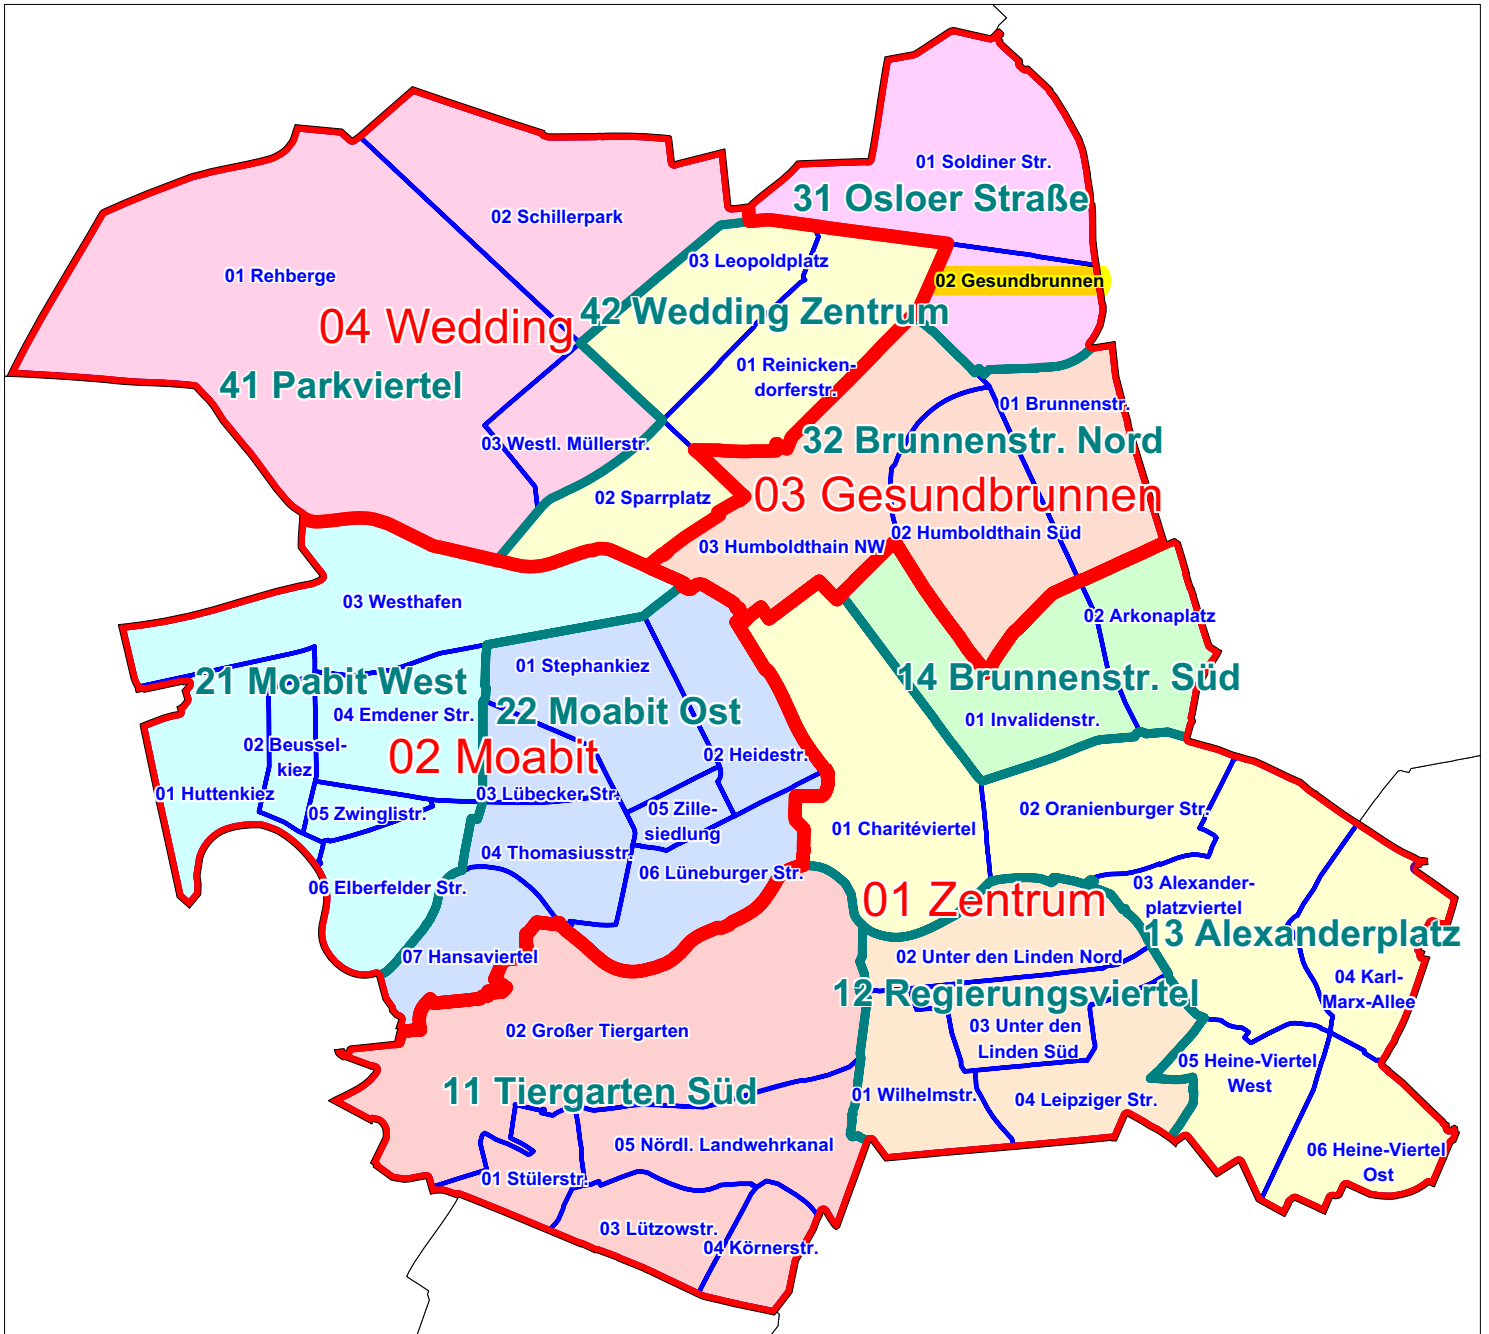 01 Soldiner Str.
31 Osloer Straße
02 Gesundbrunnen
02 Schillerpark
01 Rehberge
04 Wedding
41 Parkviertel
03 Westl. Müllerstr.
03 Leopoldplatz
42 Wedding Zentrum
01 Reinicken-
dorferstr.
02 Sparrplatz
01 Brunnenstr.
32 Brunnenstr. Nord
03 Gesundbrunnen
02 Humboldthain Süd
03 Humboldthain NW
03 Westhafen
21 Moabit West
04 Emdener Str.
02 Beussel-
kiez
01 Huttenkiez
05 Zwinglistr.
06 Elberfelder Str.
02 Moabit
01 Stephankiez
22 Moabit Ost
02 Heidestr.
03 Lübecker Str.
05 Zille-
siedlung
04 Thomasiusstr.
06 Lüneburger Str.
07 Hansaviertel
02 Arkonaplatz
14 Brunnenstr. Süd
01 Invalidenstr.
01 Charitéviertel
02 Oranienburger Str.
03 Alexander-
platzviertel
01 Zentrum
13 Alexanderplatz
04 Karl-
Marx-Allee
05 Heine-Viertel
West
06 Heine-Viertel
Ost
02 Unter den Linden Nord
12 Regierungsviertel
03 Unter den
Linden Süd
01 Wilhelmstr.
04 Leipziger Str.
02 Großer Tiergarten
11 Tiergarten Süd
05 Nördl. Landwehrkanal
01 Stülerstr.
03 Lützowstr.
04 Körnerstr.